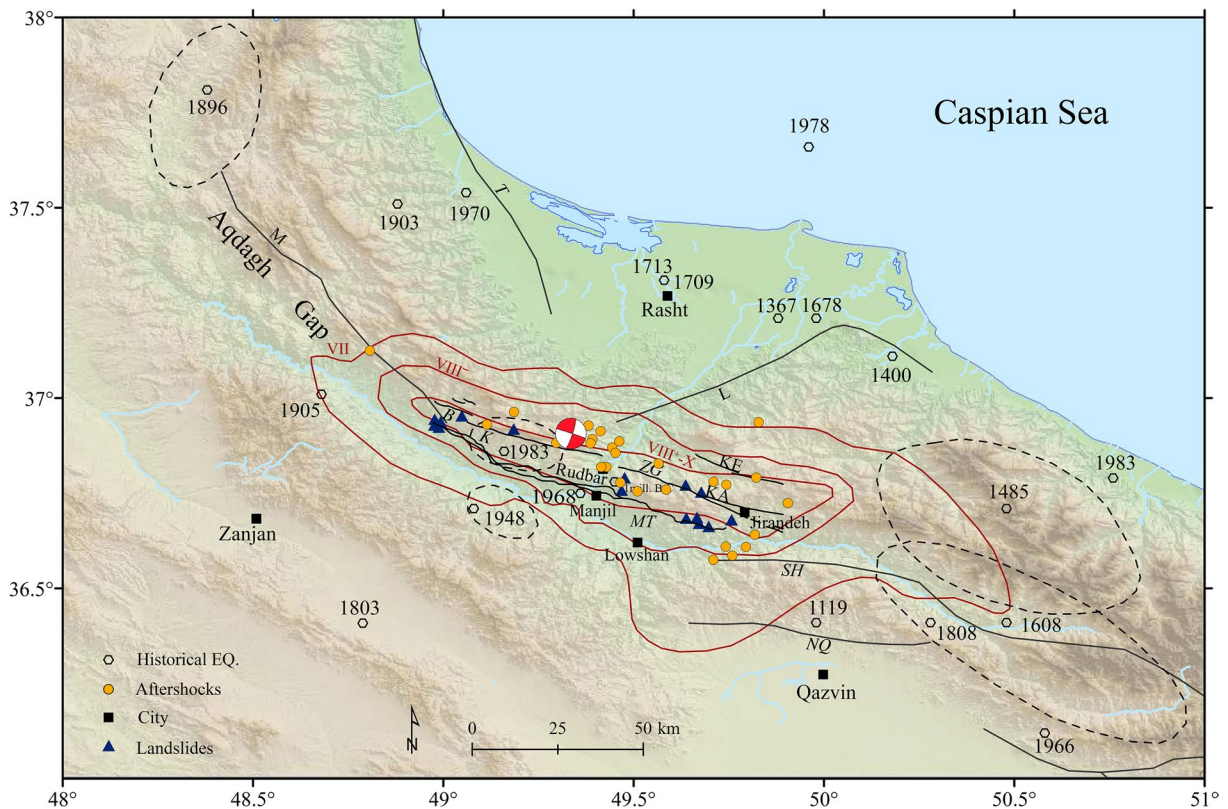 38°
1896
1978
Caspian Sea
37.5°
1903
1970
T
M
Aqdagh
Gap
1713
1709
Rasht
1367
1678
1400
VII
VIII⁻
L
37°
1905
B
K
1983
VIII⁻-X
KE
ZG
KA
Rudbar
1968
Manjil
Jirandeh
MT
1948
Lowshan
Zanjan
1983
1485
SH
36.5°
1803
1119
1808
1608
NQ
Qazvin
1966
Historical EQ.
Aftershocks
City
Landslides
N
0
25
50 km
48°
48.5°
49°
49.5°
50°
50.5°
51°